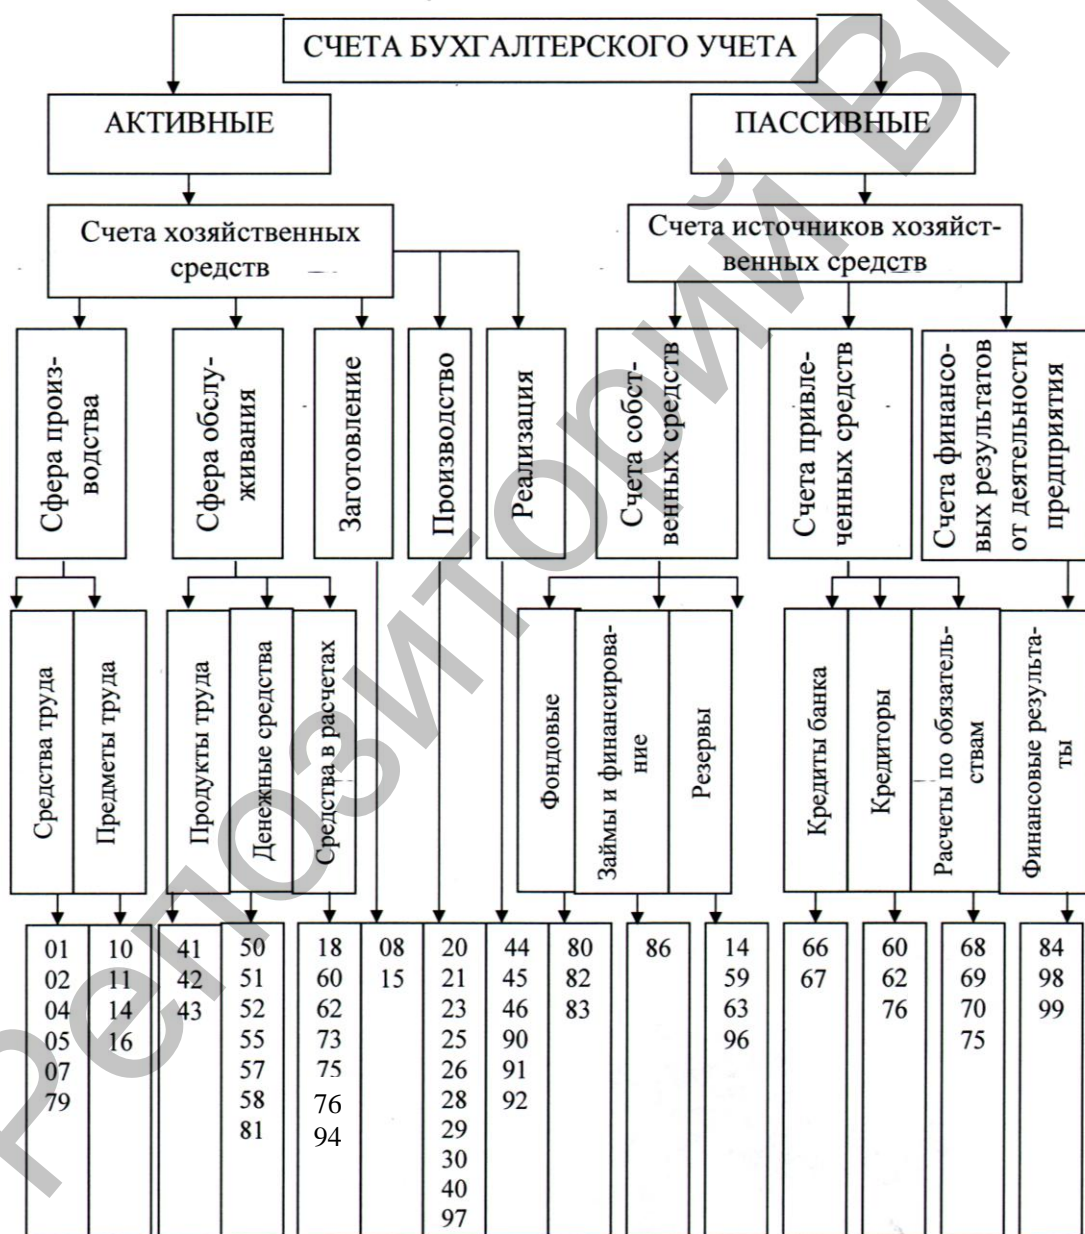 СЧЕТА БУХГАЛТЕРСКОГО УЧЕТА
АКТИВНЫЕ
ПАССИВНЫЕ
Счета хозяйственных
средств
Счета источников хозяйст-
венных средств
Сфера произ-
водства
Сфера обслу-
живания
Заготовление
Производство
Реализация
Счета собст-
венных средств
Счета привле-
ченных средств
Счета финансо-
вых результатов
от деятельности
предприятия
Средства труда
Предметы труда
Продукты труда
Денежные средства
Средства в расчетах
Фондовые
Займы и финансирова-
ние
Резервы
Кредиты банка
Кредиторы
Расчеты по обязатель-
ствам
Финансовые результа-
ты
01
02
04
05
07
79
10
11
14
16
41
42
43
50
51
52
55
57
58
81
18
60
62
73
75
76
94
08
15
20
21
23
25
26
28
29
30
40
97
44
45
46
90
91
92
80
82
83
86
14
59
63
96
66
67
60
62
76
68
69
70
75
84
98
99
Репозиторий ВГ